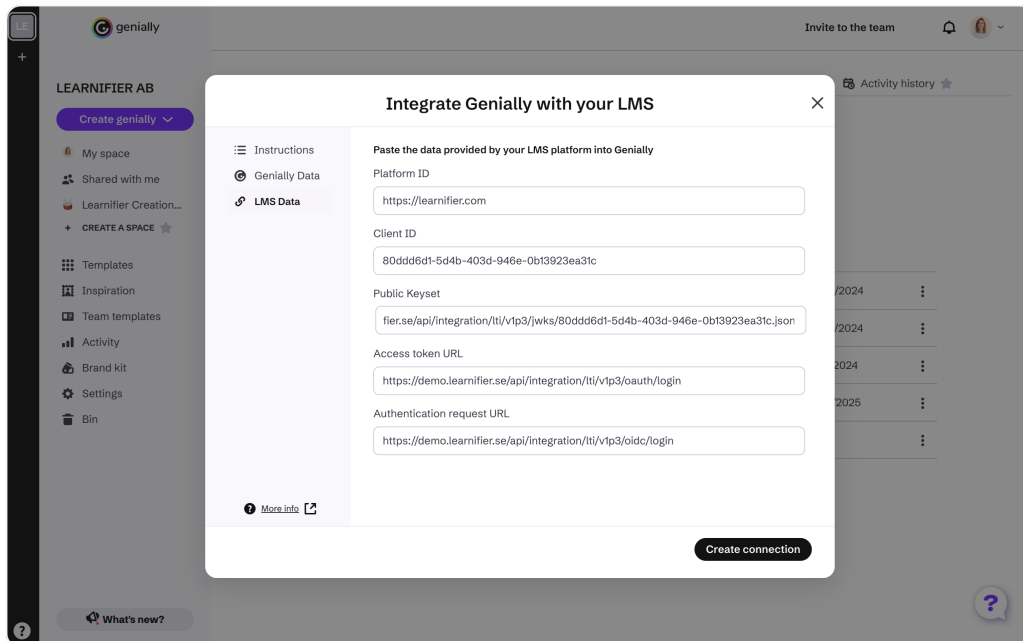 LE
genially
Invite to the team
LEARNIFIER AB
Create genially
My space
Shared with me
Learnifier Creation...
+ CREATE A SPACE
Templates
Inspiration
Team templates
Activity
Brand kit
Settings
Bin
What's new?
Activity history
/2024
/2024
2024
/2025
Integrate Genially with your LMS
Instructions
Genially Data
LMS Data
More info
Paste the data provided by your LMS platform into Genially
Platform ID
https://learnifier.com
Client ID
80ddd6d1-5d4b-403d-946e-0b13923ea31c
Public Keyset
fier.se/api/integration/lti/v1p3/jwks/80ddd6d1-5d4b-403d-946e-0b13923ea31c.json
Access token URL
https://demo.learnifier.se/api/integration/lti/v1p3/oauth/login
Authentication request URL
https://demo.learnifier.se/api/integration/lti/v1p3/oidc/login
Create connection